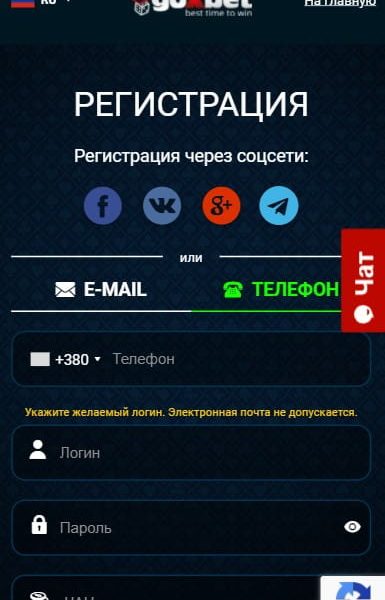 RU
goxbet
best time to win
На главную
РЕГИСТРАЦИЯ
Регистрация через соцсети:
или
E-MAIL
ТЕЛЕФОН
Чат
+380
Телефон
Укажите желаемый логин. Электронная почта не допускается.
Логин
Пароль